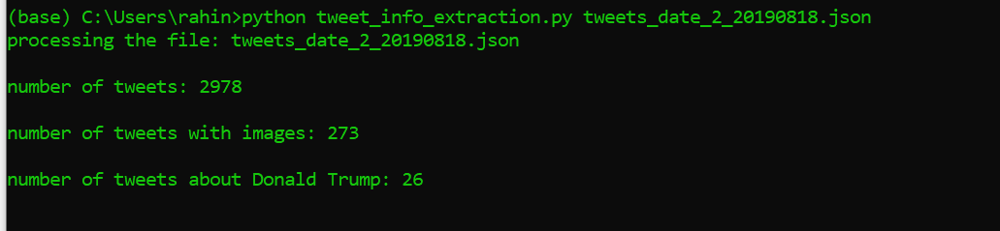 (base) C:\Users\rahin>python tweet_info_extraction.py tweets_date_2_20190818.json
processing the file: tweets_date_2_20190818.json
number of tweets: 2978
number of tweets with images: 273
number of tweets about Donald Trump: 26